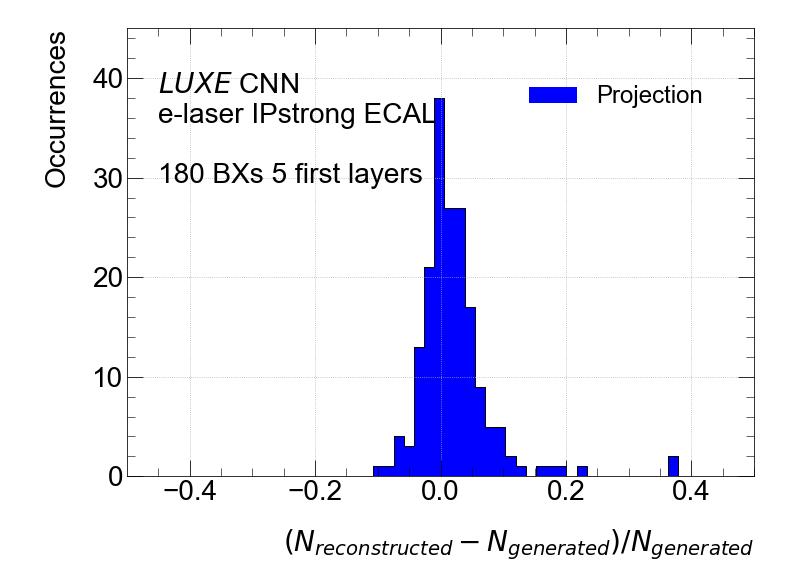 Occurrences
40
30
20
10
0
LUXE CNN
e-laser IPstrong ECAL
180 BXs 5 first layers
Projection
−0.4 −0.2 0.0 0.2 0.4
(N_reconstructed − N_generated)/N_generated